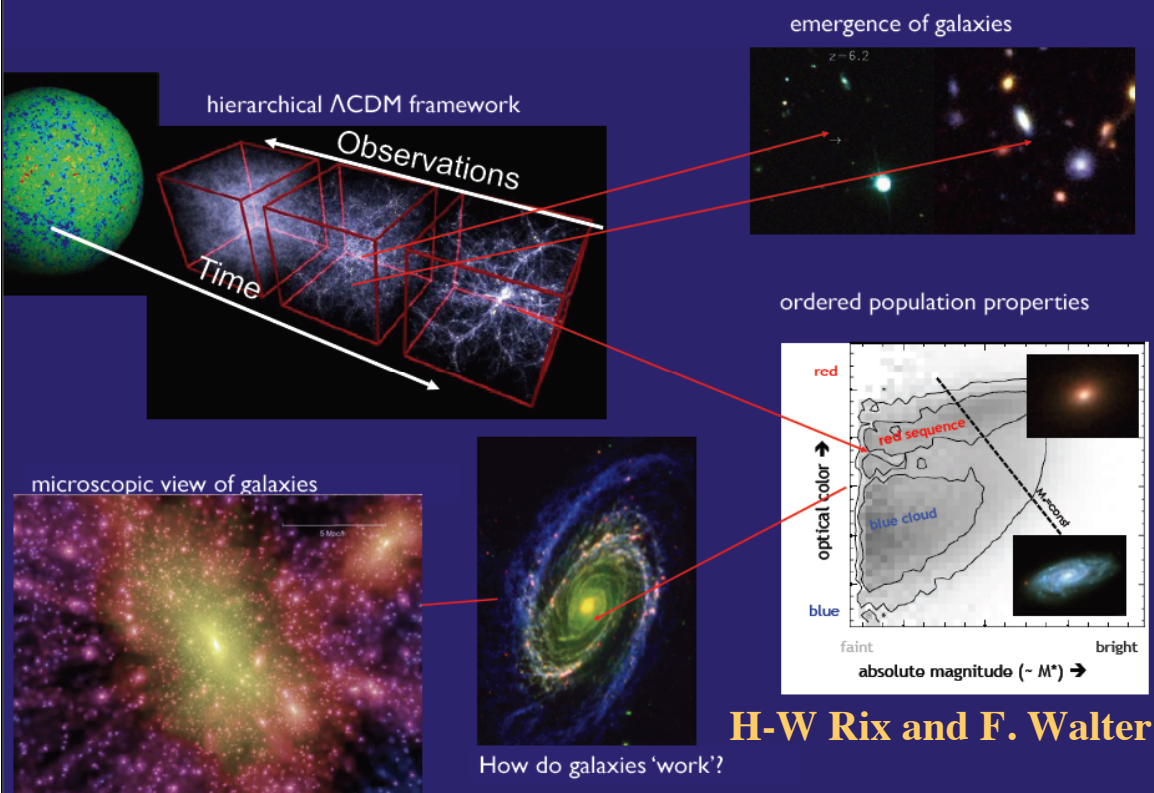 emergence of galaxies
z=6.2
→
hierarchical ΛCDM framework
Observations
Time
ordered population properties
red
red sequence
M*=const
optical color →
blue cloud
blue
faint
bright
absolute magnitude (~ M*) →
microscopic view of galaxies
5 Mpc/h
H-W Rix and F. Walter
How do galaxies ‘work’?